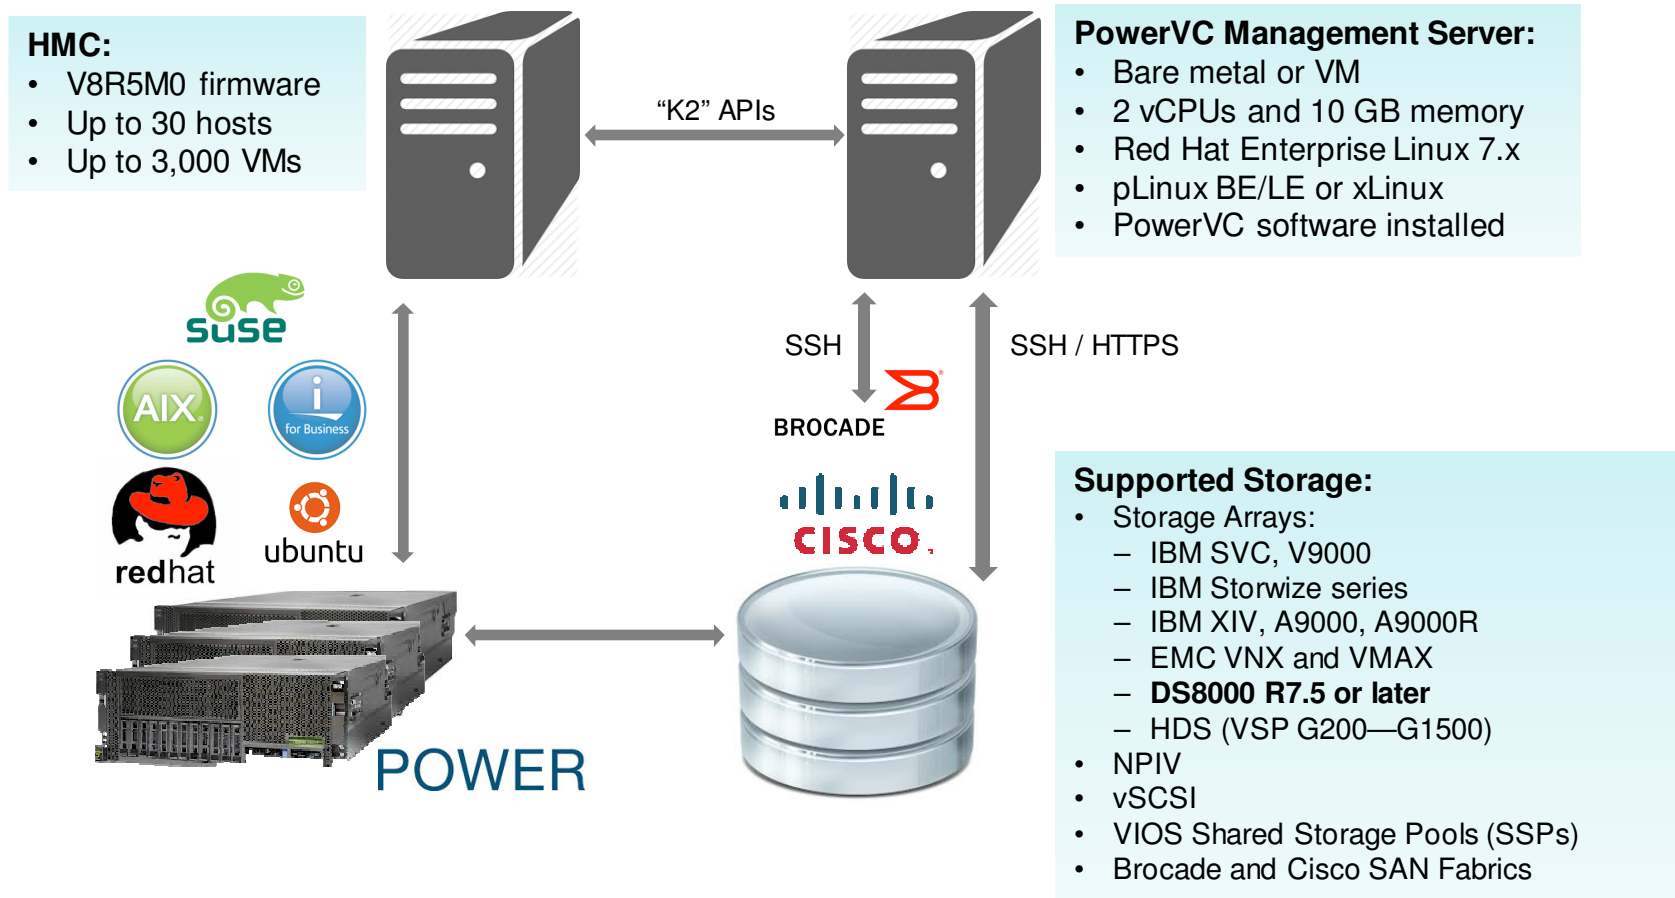 HMC:
• V8R5M0 firmware
• Up to 30 hosts
• Up to 3,000 VMs
“K2” APIs
PowerVC Management Server:
• Bare metal or VM
• 2 vCPUs and 10 GB memory
• Red Hat Enterprise Linux 7.x
• pLinux BE/LE or xLinux
• PowerVC software installed
suse
AIX
i
for Business
redhat
ubuntu
POWER
SSH
SSH / HTTPS
BROCADE
CISCO.
Supported Storage:
• Storage Arrays:
– IBM SVC, V9000
– IBM Storwize series
– IBM XIV, A9000, A9000R
– EMC VNX and VMAX
– DS8000 R7.5 or later
– HDS (VSP G200—G1500)
• NPIV
• vSCSI
• VIOS Shared Storage Pools (SSPs)
• Brocade and Cisco SAN Fabrics